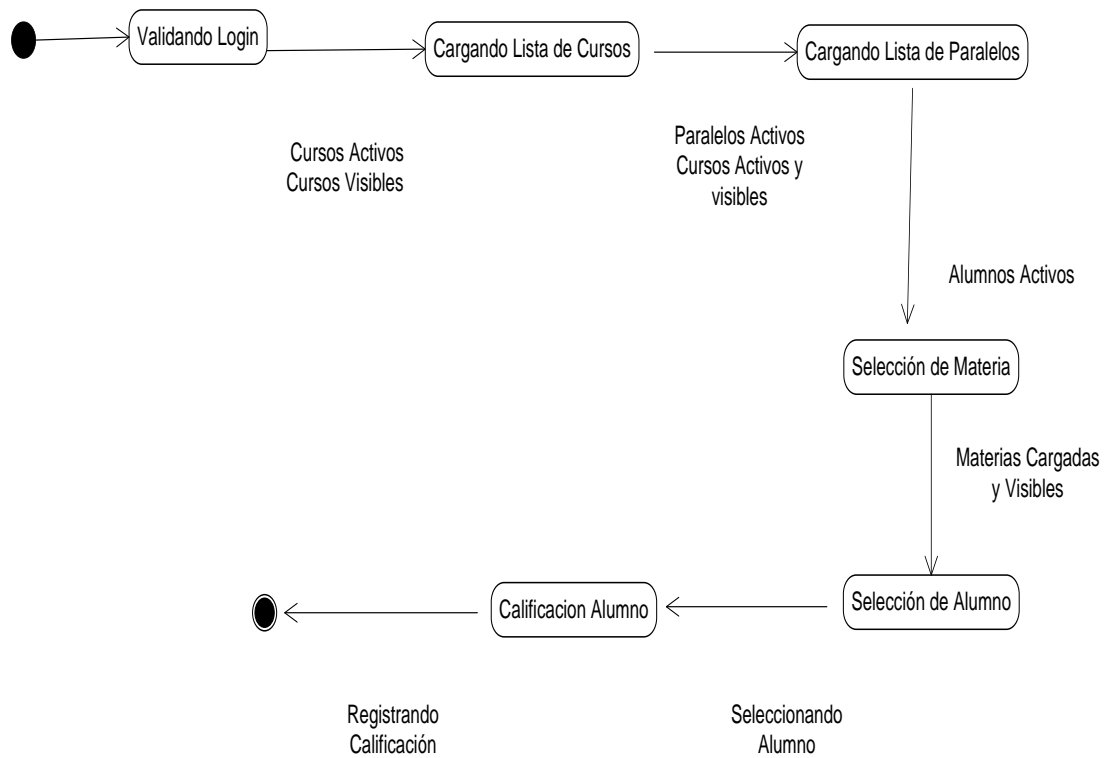 Validando Login
Cargando Lista de Cursos
Cargando Lista de Paralelos
Cursos Activos
Cursos Visibles
Paralelos Activos
Cursos Activos y
visibles
Alumnos Activos
Selección de Materia
Materias Cargadas
y Visibles
Selección de Alumno
Calificacion Alumno
Seleccionando
Alumno
Registrando
Calificación